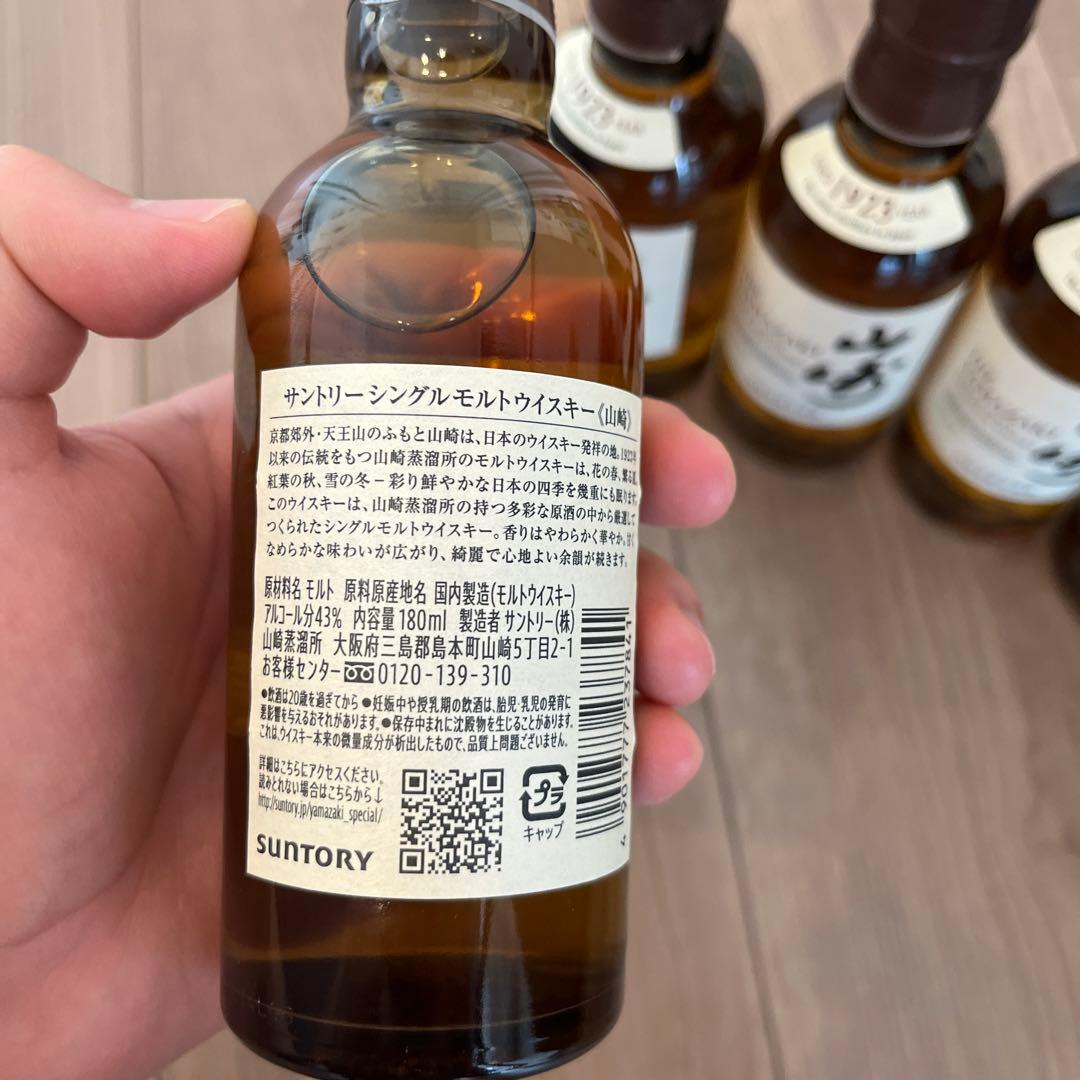 サントリーシングルモルトウイスキー《山崎》
京都郊外・天王山のふもと山崎は、日本のウイスキー発祥の地。1923年
以来の伝統をもつ山崎蒸溜所のモルトウイスキーは、花の春、繁る夏、
紅葉の秋、雪の冬－彩り鮮やかな日本の四季を幾重にも眠ります。
このウイスキーは、山崎蒸溜所の持つ多彩な原酒の中から厳選して
つくられたシングルモルトウイスキー。香りはやわらかく華やか。甘く
なめらかな味わいが広がり、綺麗で心地よい余韻が続きます。
原材料名 モルト 原料原産地名 国内製造(モルトウイスキー)
アルコール分43% 内容量180ml 製造者 サントリー(株)
山崎蒸溜所 大阪府三島郡島本町山崎5丁目2-1
お客様センター 0120-139-310
●飲酒は20歳を過ぎてから ●妊娠中や授乳期の飲酒は、胎児・乳児の発育に
悪影響を与えるおそれがあります。●保存中まれに沈殿物を生じることがあります。
これは、ウイスキー本来の微量成分が析出したもので、品質上問題ございません。
詳細はこちらにアクセスください。
読みとれない場合はこちらから↓
http://suntory.jp/yamazaki_special/
プラ
キャップ
SUNTORY
4 901777 237841
1923
1923
山崎